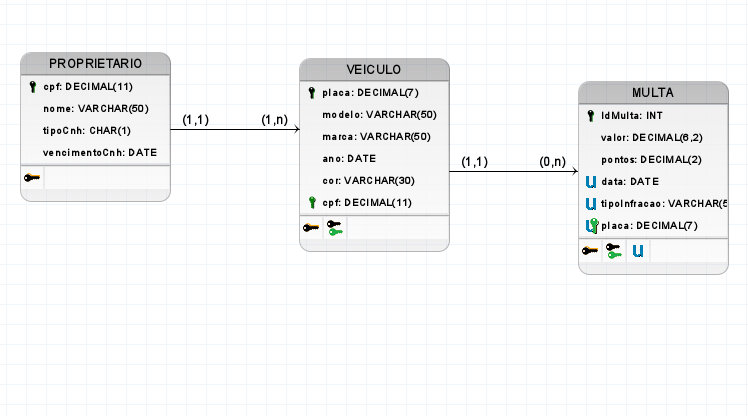 PROPRIETARIO
cpf: DECIMAL(11)
nome: VARCHAR(50)
tipoCnh: CHAR(1)
vencimentoCnh: DATE
(1,1)
(1,n)
VEICULO
placa: DECIMAL(7)
modelo: VARCHAR(50)
marca: VARCHAR(50)
ano: DATE
cor: VARCHAR(30)
cpf: DECIMAL(11)
(1,1)
(0,n)
MULTA
IdMulta: INT
valor: DECIMAL(6,2)
pontos: DECIMAL(2)
U data: DATE
U tipoInfracao: VARCHAR(5
U placa: DECIMAL(7)
U